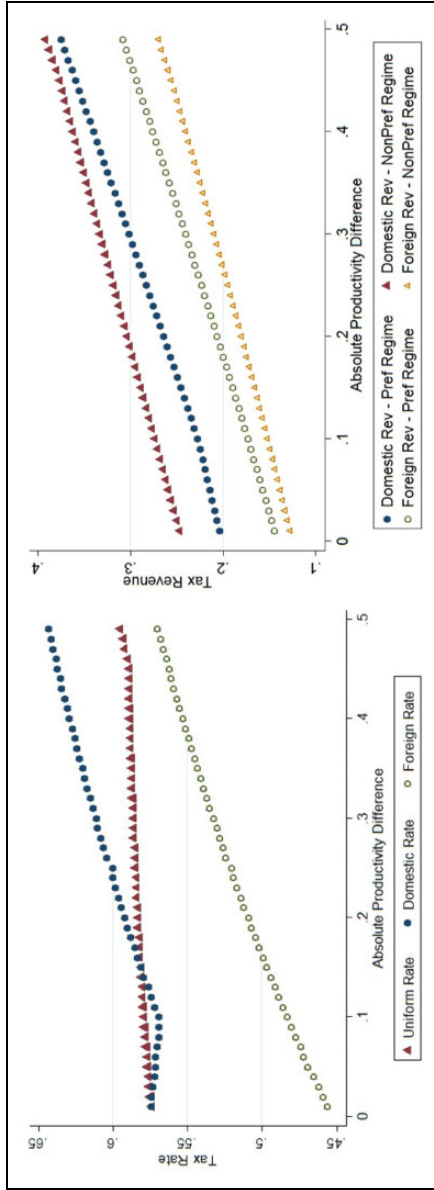 .65
.6
.55
.5
.45
Tax Rate
0
.1
.2
.3
.4
.5
Absolute Productivity Difference
Uniform Rate
Domestic Rate
Foreign Rate
.4
.3
.2
.1
Tax Revenue
0
.1
.2
.3
.4
.5
Absolute Productivity Difference
Domestic Rev - Pref Regime
Domestic Rev - NonPref Regime
Foreign Rev - Pref Regime
Foreign Rev - NonPref Regime